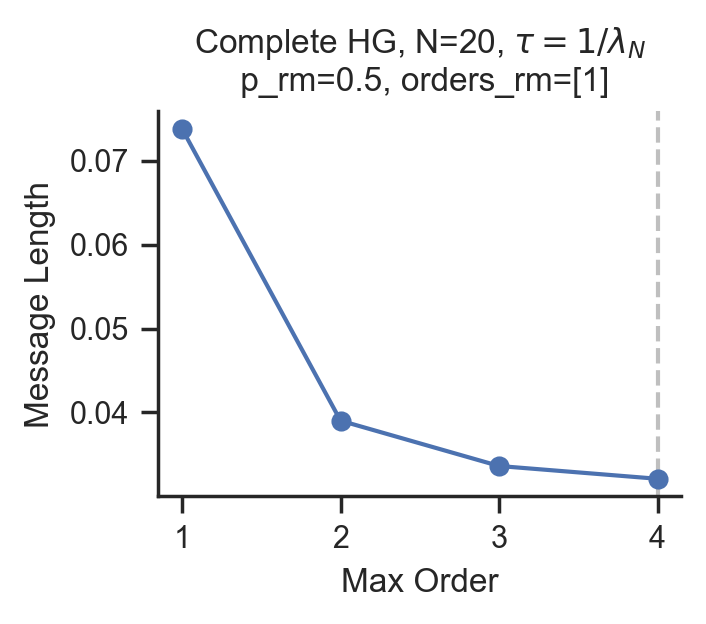 Complete HG, N=20, τ = 1/λ_N
p_rm=0.5, orders_rm=[1]
Message Length
0.07
0.06
0.05
0.04
1 2 3 4
Max Order